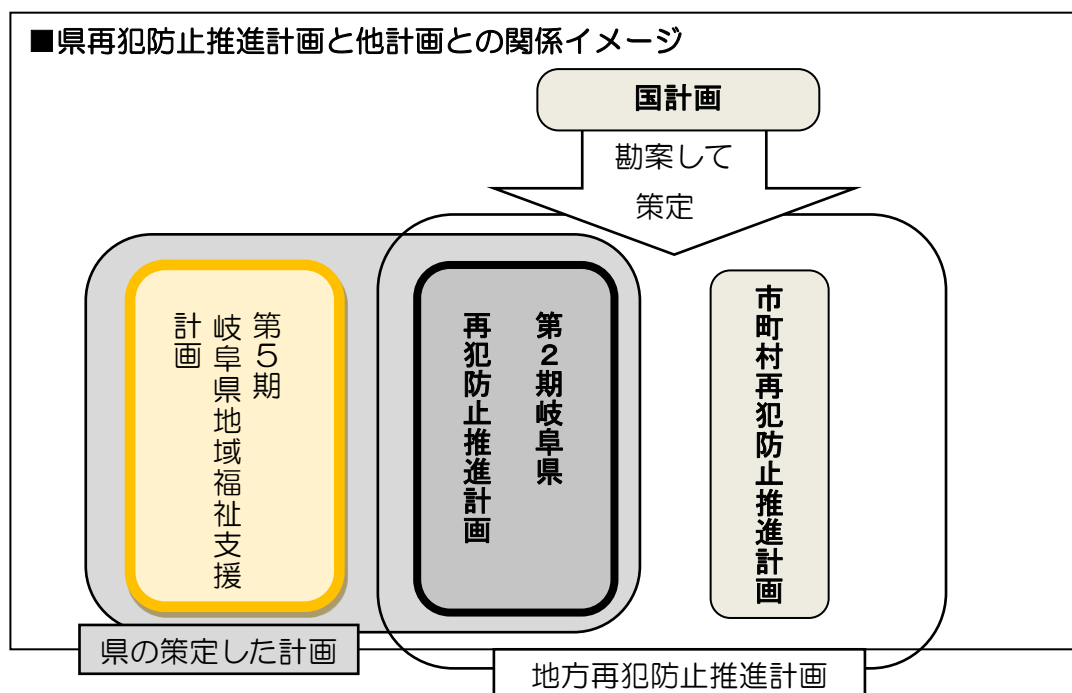 ■県再犯防止推進計画と他計画との関係イメージ
国計画
勘案して
策定
第５期
岐阜県地域福祉支援
計画
第２期岐阜県
再犯防止推進計画
市町村再犯防止推進計画
県の策定した計画
地方再犯防止推進計画